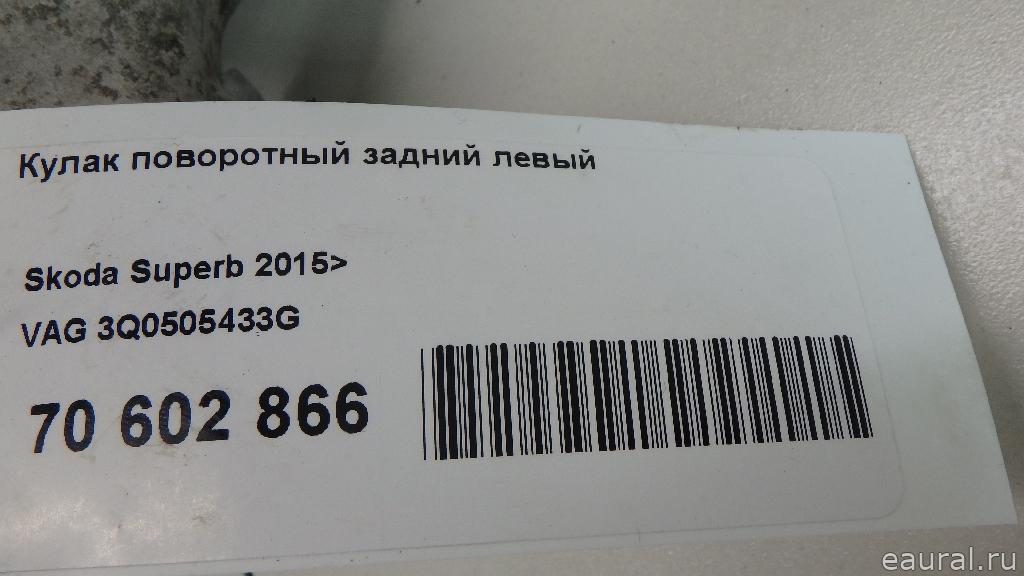 Кулак поворотный задний левый
Skoda Superb 2015>
VAG 3Q0505433G
70 602 866
eaural.ru